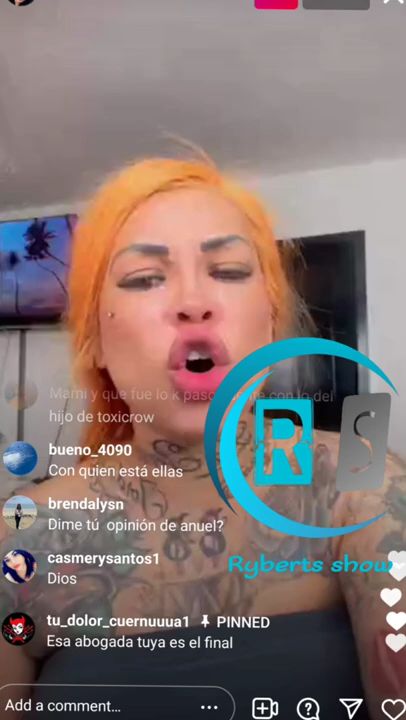 Mami y que fue lo k paso con lo del
hijo de toxicrow
bueno_4090
Con quien está ellas
brendalysn
Dime tú opinión de anuel?
casmerysantos1
Dios
tu_dolor_cuernuuua1 PINNED
Esa abogada tuya es el final
R S
Ryberts show
Add a comment...